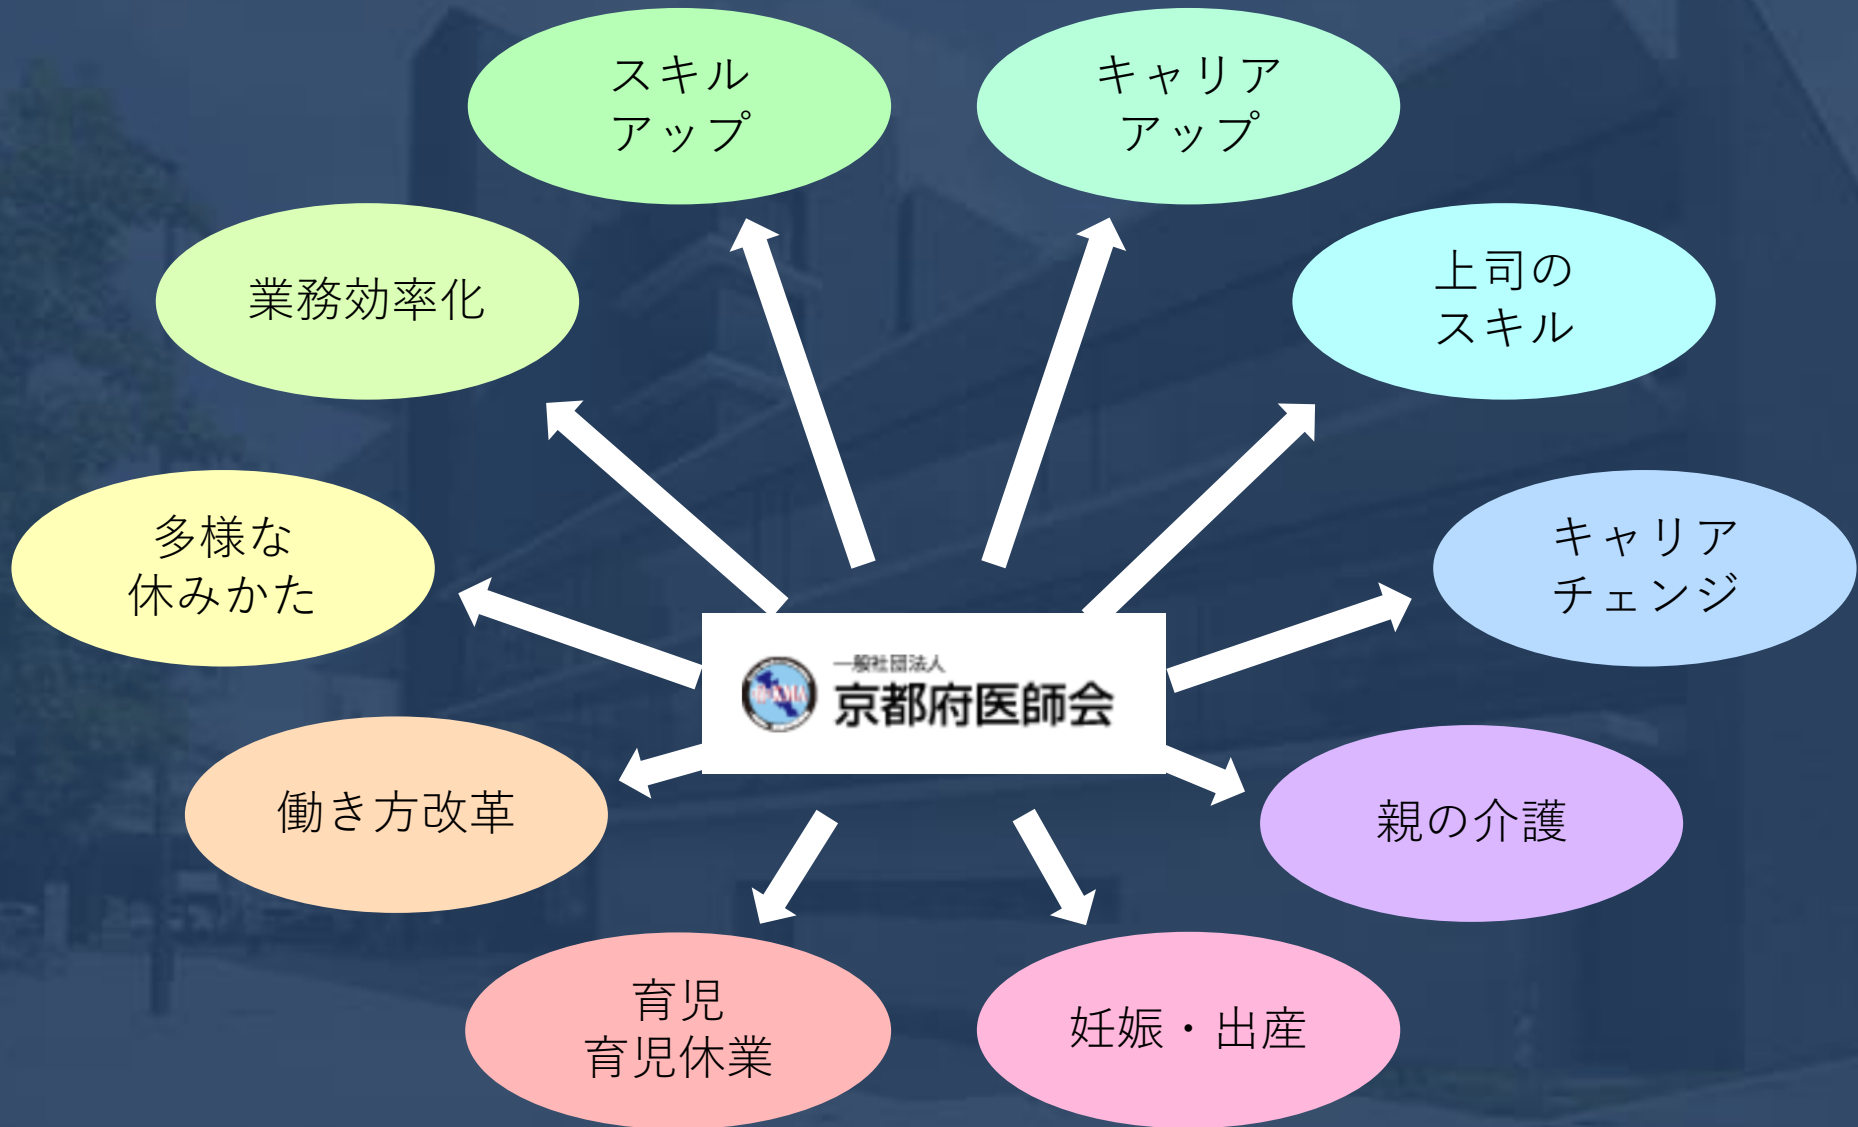 スキル
アップ
キャリア
アップ
業務効率化
上司の
スキル
多様な
休みかた
キャリア
チェンジ
一般社団法人
京都府医師会
働き方改革
親の介護
育児
育児休業
妊娠・出産